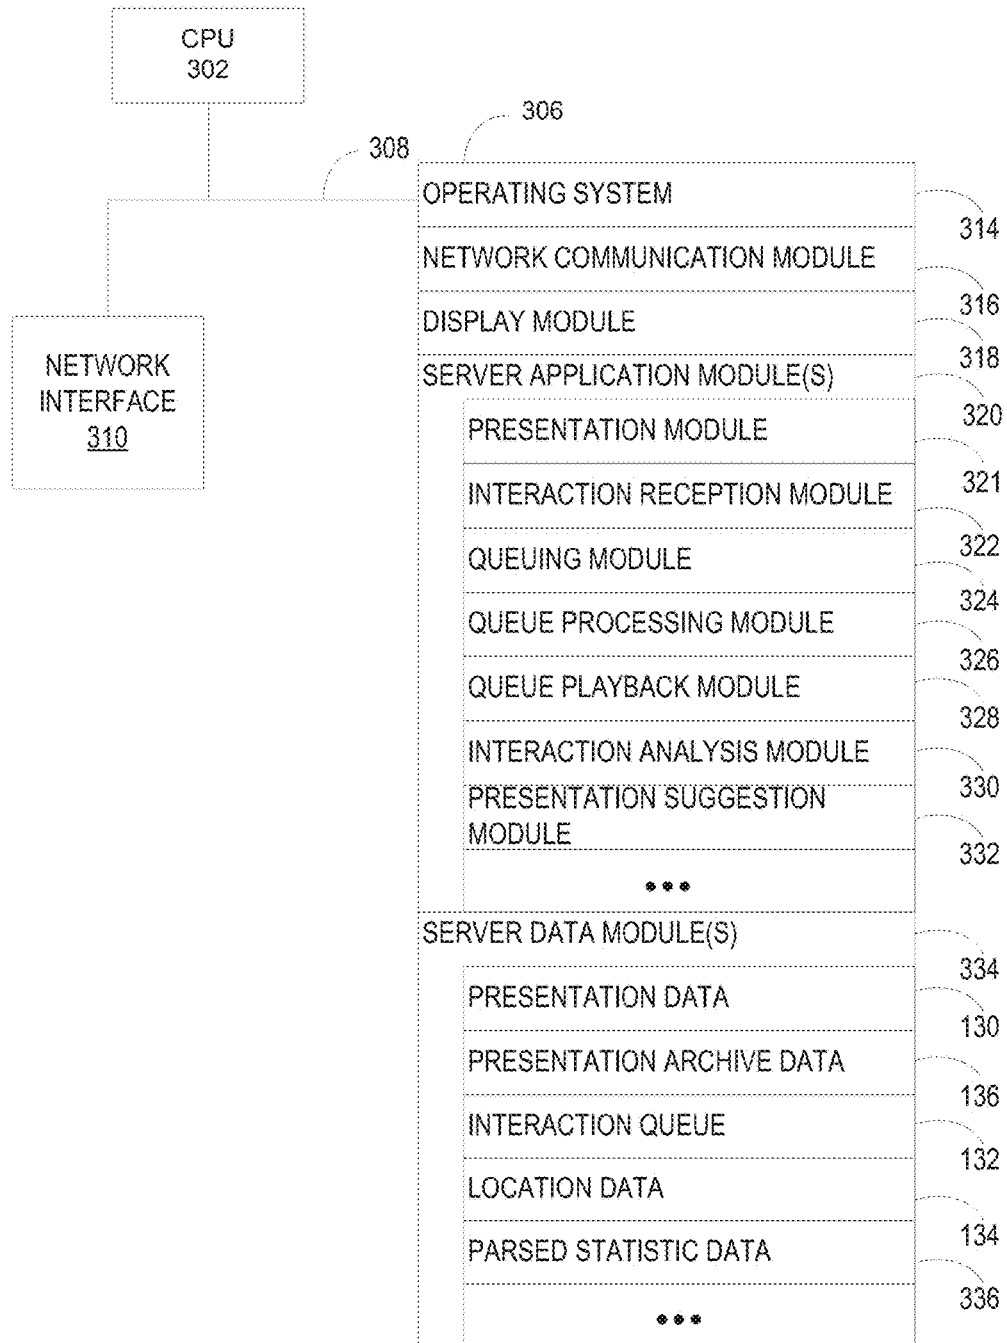 CPU
302
306
308
OPERATING SYSTEM
314
NETWORK COMMUNICATION MODULE
316
DISPLAY MODULE
318
NETWORK
INTERFACE
310
SERVER APPLICATION MODULE(S)
320
PRESENTATION MODULE
321
INTERACTION RECEPTION MODULE
322
QUEUING MODULE
324
QUEUE PROCESSING MODULE
326
QUEUE PLAYBACK MODULE
328
INTERACTION ANALYSIS MODULE
330
PRESENTATION SUGGESTION
MODULE
332
•••
SERVER DATA MODULE(S)
334
PRESENTATION DATA
130
PRESENTATION ARCHIVE DATA
136
INTERACTION QUEUE
132
LOCATION DATA
134
PARSED STATISTIC DATA
336
•••